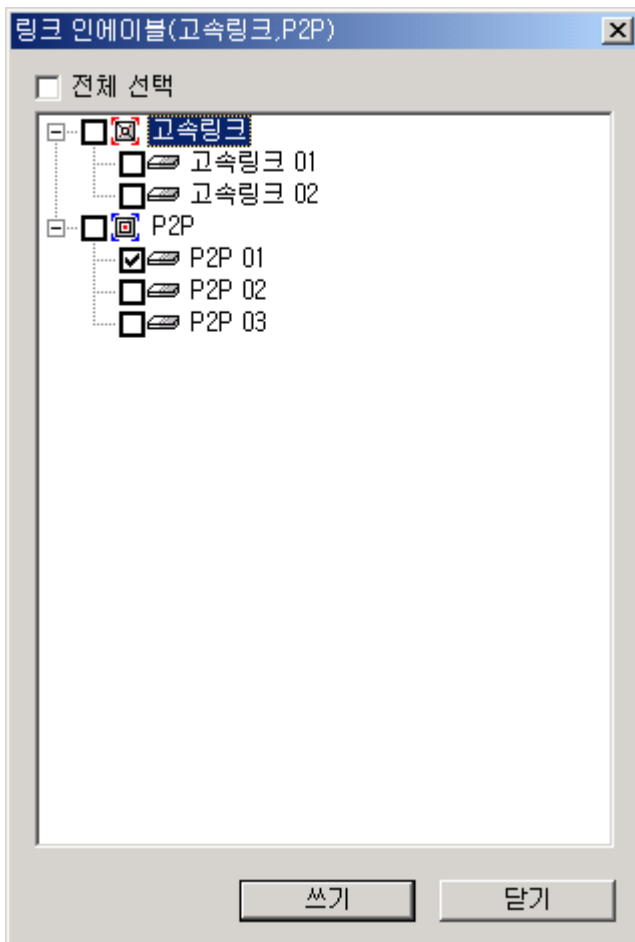 링크 인에이블(고속링크,P2P)
전체 선택
고속링크
고속링크 01
고속링크 02
P2P
P2P 01
P2P 02
P2P 03
쓰기 닫기